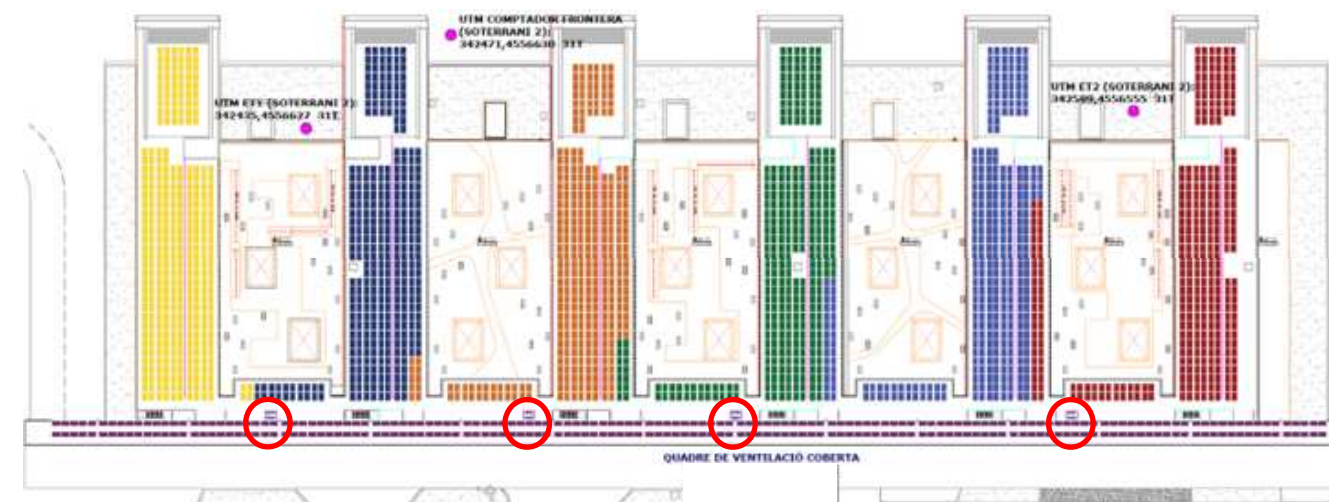 UTM COMPTADOR FRONTERA
(SOTERRANI 2):
342471,4556630 31T
UTM ET1 (SOTERRANI 2):
342435,4556627 31T
UTM ET2 (SOTERRANI 2):
342589,4556555 31T
QUADRE DE VENTILACIÓ COBERTA